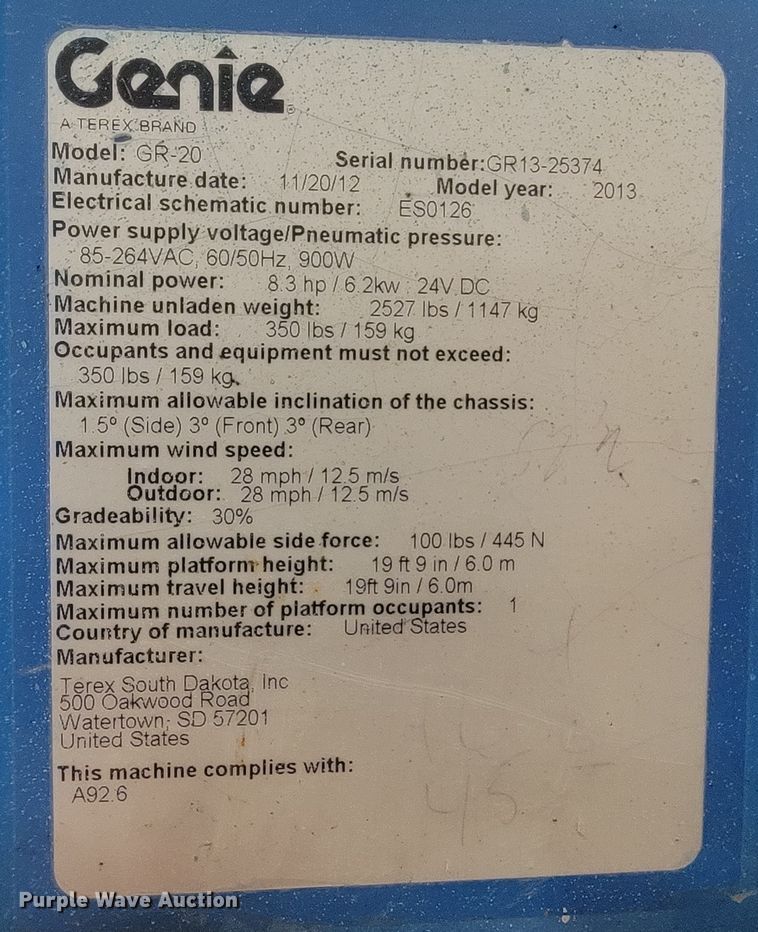 Genie
A TEREX BRAND
Model: GR-20 Serial number:GR13-25374
Manufacture date: 11/20/12 Model year: 2013
Electrical schematic number: ES0126
Power supply voltage/Pneumatic pressure:
85-264VAC, 60/50Hz, 900W
Nominal power: 8.3 hp / 6.2kw : 24V DC
Machine unladen weight: 2527 lbs / 1147 kg
Maximum load: 350 lbs / 159 kg
Occupants and equipment must not exceed:
350 lbs / 159 kg
Maximum allowable inclination of the chassis:
1.5º (Side) 3º (Front) 3º (Rear)
Maximum wind speed:
Indoor: 28 mph / 12.5 m/s
Outdoor: 28 mph / 12.5 m/s
Gradeability: 30%
Maximum allowable side force: 100 lbs / 445 N
Maximum platform height: 19 ft 9 in / 6.0 m
Maximum travel height: 19ft 9in / 6.0m
Maximum number of platform occupants: 1
Country of manufacture: United States
Manufacturer:
Terex South Dakota, Inc
500 Oakwood Road
Watertown, SD 57201
United States
This machine complies with:
A92.6
45
Purple Wave Auction